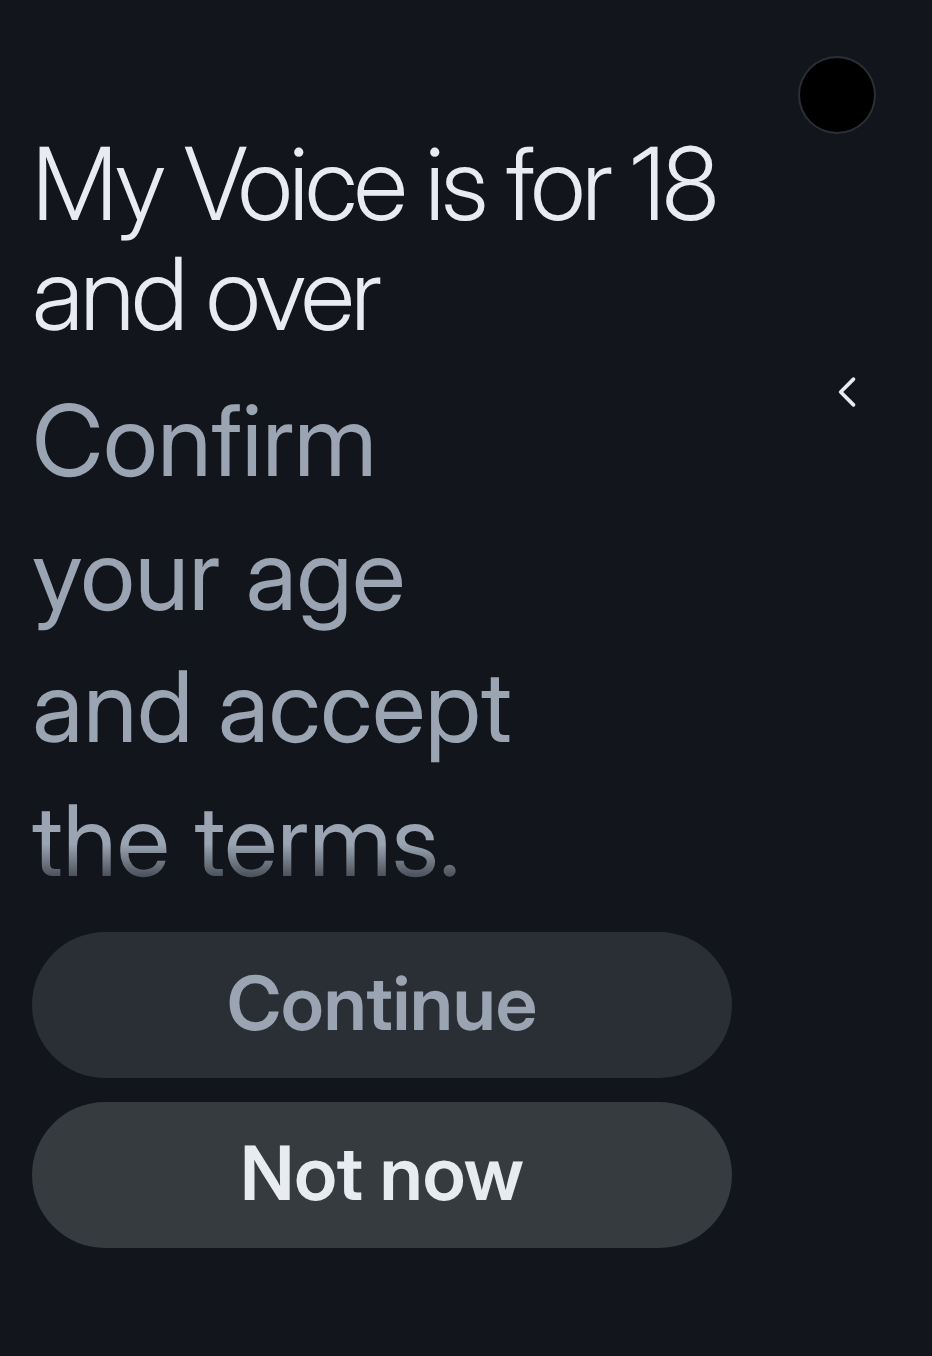 My Voice is for 18
and over
Confirm
your age
and accept
the terms.
Continue
Not now